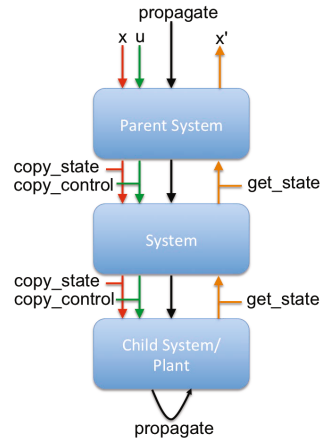 propagate
x u x'
Parent System
copy_state
copy_control
get_state
System
copy_state
copy_control
get_state
Child System/
Plant
propagate